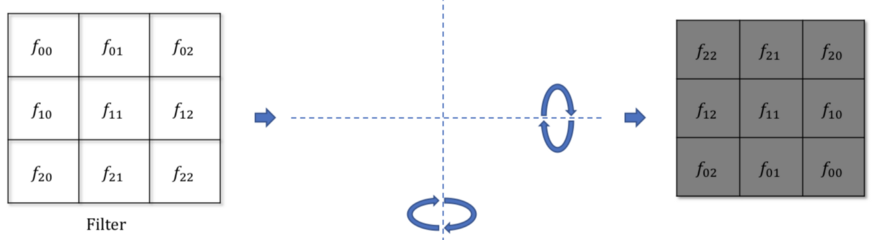 f₀₀ f₀₁ f₀₂
f₁₀ f₁₁ f₁₂
f₂₀ f₂₁ f₂₂
Filter
f₂₂ f₂₁ f₂₀
f₁₂ f₁₁ f₁₀
f₀₂ f₀₁ f₀₀